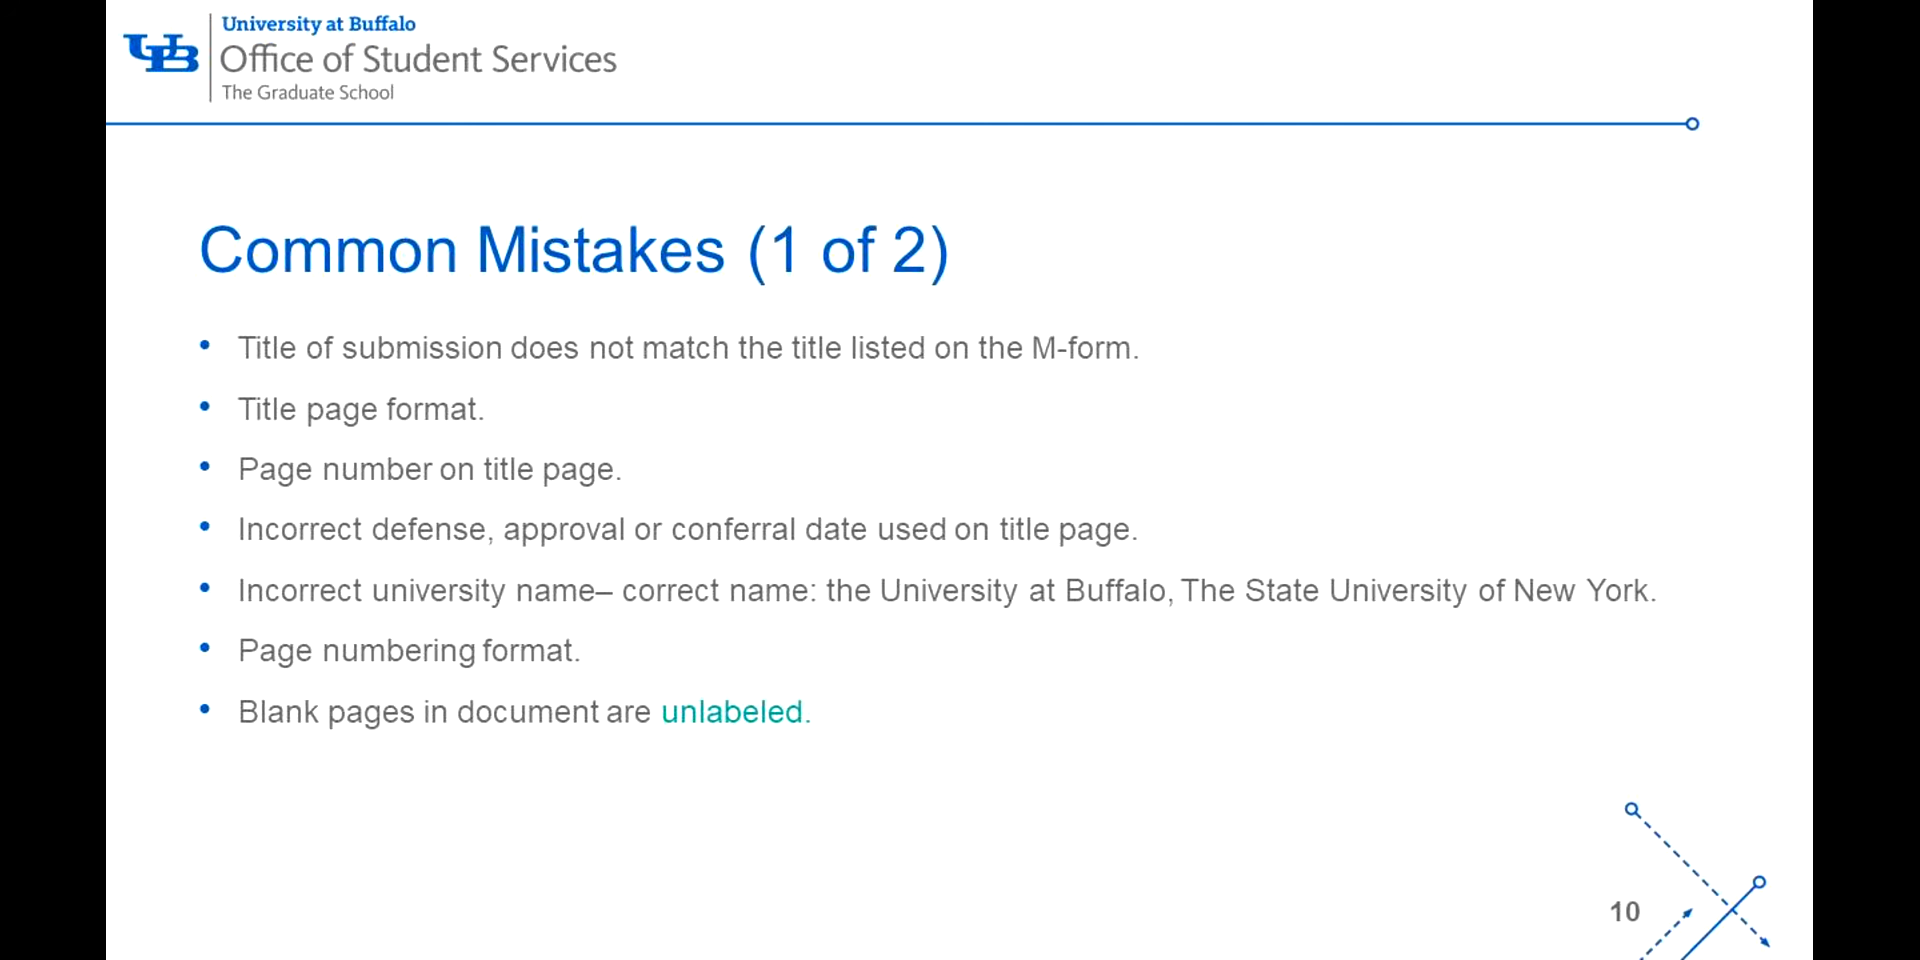 University at Buffalo
UB
Office of Student Services
The Graduate School
Common Mistakes (1 of 2)
• Title of submission does not match the title listed on the M-form.
• Title page format.
• Page number on title page.
• Incorrect defense, approval or conferral date used on title page.
• Incorrect university name– correct name: the University at Buffalo, The State University of New York.
• Page numbering format.
• Blank pages in document are unlabeled.
10